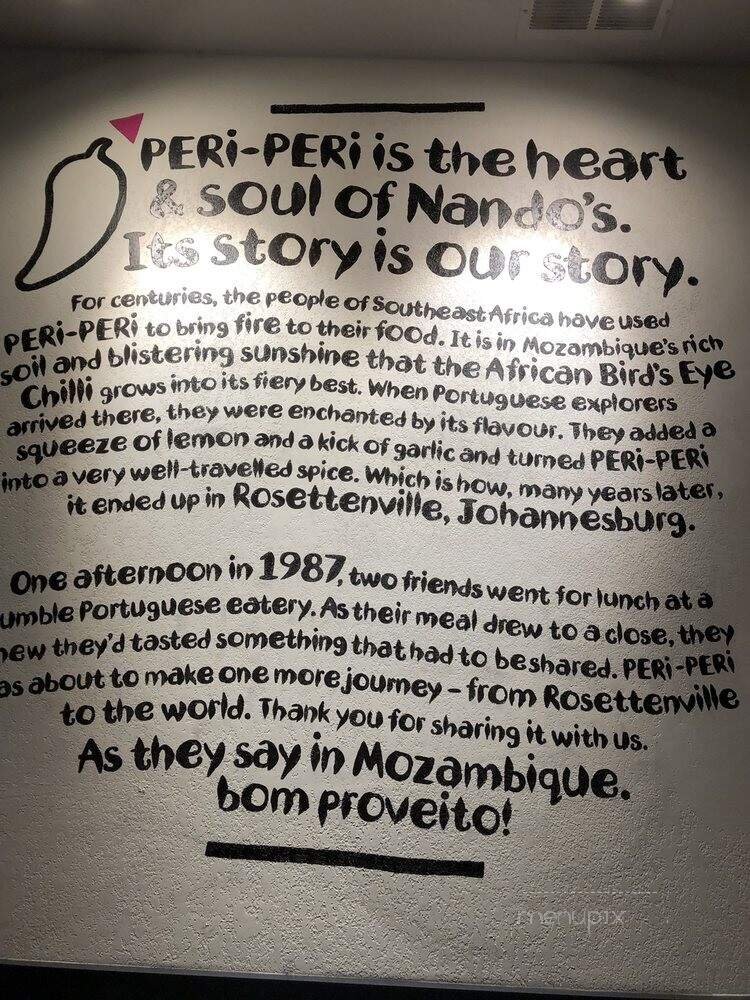 PERi-PERi is the heart
& soul of Nando's.
Its story is our story.
For centuries, the people of Southeast Africa have used
PERi-PERi to bring fire to their food. It is in Mozambique's rich
soil and blistering sunshine that the African Bird's Eye
Chilli grows into its fiery best. When Portuguese explorers
arrived there, they were enchanted by its flavour. They added a
squeeze of lemon and a kick of garlic and turned PERi-PERi
into a very well-travelled spice. Which is how, many years later,
it ended up in Rosettenville, Johannesburg.
One afternoon in 1987, two friends went for lunch at a
umble Portuguese eatery. As their meal drew to a close, they
new they'd tasted something that had to be shared. PERi-PERi
as about to make one more journey – from Rosettenville
to the world. Thank you for sharing it with us.
As they say in Mozambique.
bom proveito!
menupix